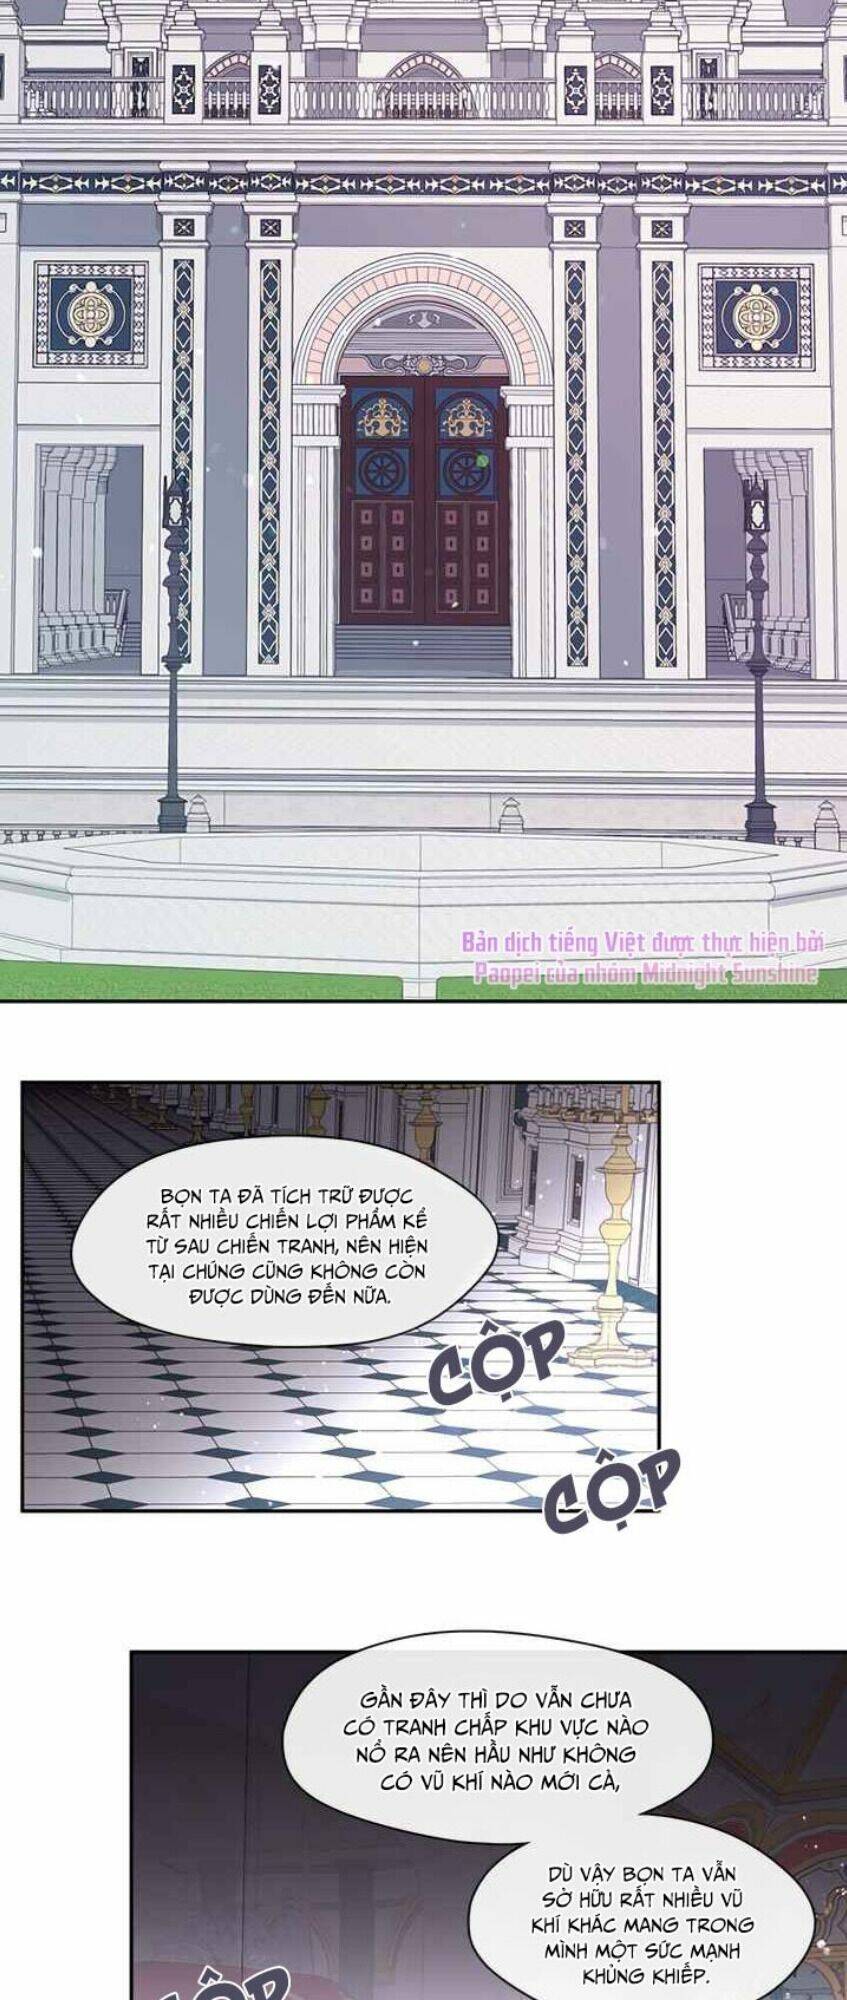 Bản dịch tiếng Việt được thực hiện bởi
Paopei của nhóm Midnight Sunshine
BỌN TA ĐÃ TÍCH TRỮ ĐƯỢC
RẤT NHIỀU CHIẾN LỢI PHẨM KỂ
TỪ SAU CHIẾN TRANH, NÊN HIỆN
TẠI CHÚNG CŨNG KHÔNG CÒN
ĐƯỢC DÙNG ĐẾN NỮA.
CỘP
CỘP
GẦN ĐÂY THÌ DO VẪN CHƯA
CÓ TRANH CHẤP KHU VỰC NÀO
NỔ RA NÊN HẦU NHƯ KHÔNG
CÓ VŨ KHÍ NÀO MỚI CẢ,
DÙ VẬY BỌN TA VẪN
SỞ HỮU RẤT NHIỀU VŨ
KHÍ KHÁC MANG TRONG
MÌNH MỘT SỨC MẠNH
KHỦNG KHIẾP.
CỘP